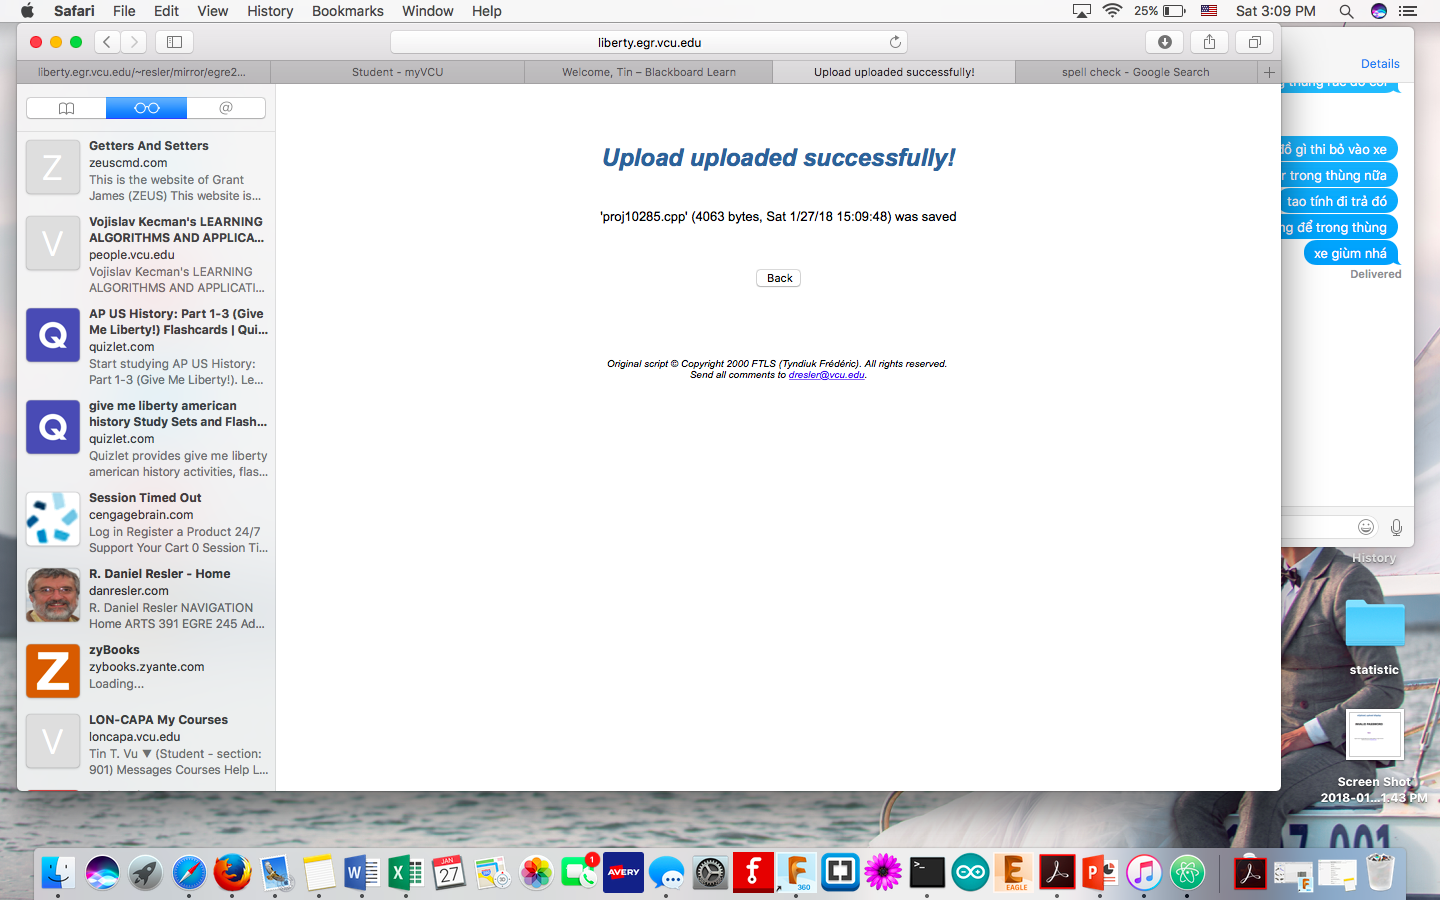 Safari File Edit View History Bookmarks Window Help
25% Sat 3:09 PM
liberty.egr.vcu.edu
liberty.egr.vcu.edu/~resler/mirror/egre2...
Student - myVCU
Welcome, Tin – Blackboard Learn
Upload uploaded successfully!
spell check - Google Search
@
Z
Getters And Setters
zeuscmd.com
This is the website of Grant
James (ZEUS) This website is...
V
Vojislav Kecman's LEARNING
ALGORITHMS AND APPLICA...
people.vcu.edu
Vojislav Kecman's LEARNING
ALGORITHMS AND APPLICATI...
Q
AP US History: Part 1-3 (Give
Me Liberty!) Flashcards | Qui...
quizlet.com
Start studying AP US History:
Part 1-3 (Give Me Liberty!). Le...
Q
give me liberty american
history Study Sets and Flash...
quizlet.com
Quizlet provides give me liberty
american history activities, flas...
Session Timed Out
cengagebrain.com
Log in Register a Product 24/7
Support Your Cart 0 Session Ti...
R. Daniel Resler - Home
danresler.com
R. Daniel Resler NAVIGATION
Home ARTS 391 EGRE 245 Ad...
Z
zyBooks
zybooks.zyante.com
Loading...
V
LON-CAPA My Courses
loncapa.vcu.edu
Tin T. Vu ▼ (Student - section:
901) Messages Courses Help L...
Upload uploaded successfully!
'proj10285.cpp' (4063 bytes, Sat 1/27/18 15:09:48) was saved
Back
Original script © Copyright 2000 FTLS (Tyndiuk Frédéric). All rights reserved.
Send all comments to dresler@vcu.edu.
Details
gì thi bỏ vào xe
trong thùng nữa
tao tính đi trả đó
để trong thùng
xe giùm nhá
Delivered
History
statistic
Screen Shot
2018-01...1.43 PM
7 001
W
X
JAN
27
1
AVERY
f
F
360
>_
E
EAGLE
P